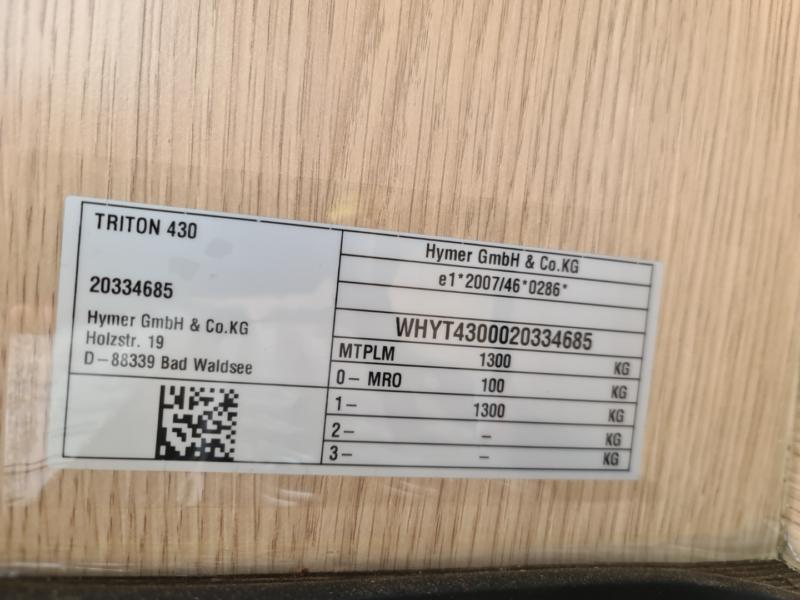 TRITON 430
20334685
Hymer GmbH & Co.KG
Holzstr. 19
D-88339 Bad Waldsee
Hymer GmbH & Co.KG
e1*2007/46*0286*
WHYT4300020334685
MTPLM 1300 KG
0- MRO 100 KG
1- 1300 KG
2- - KG
3- - KG